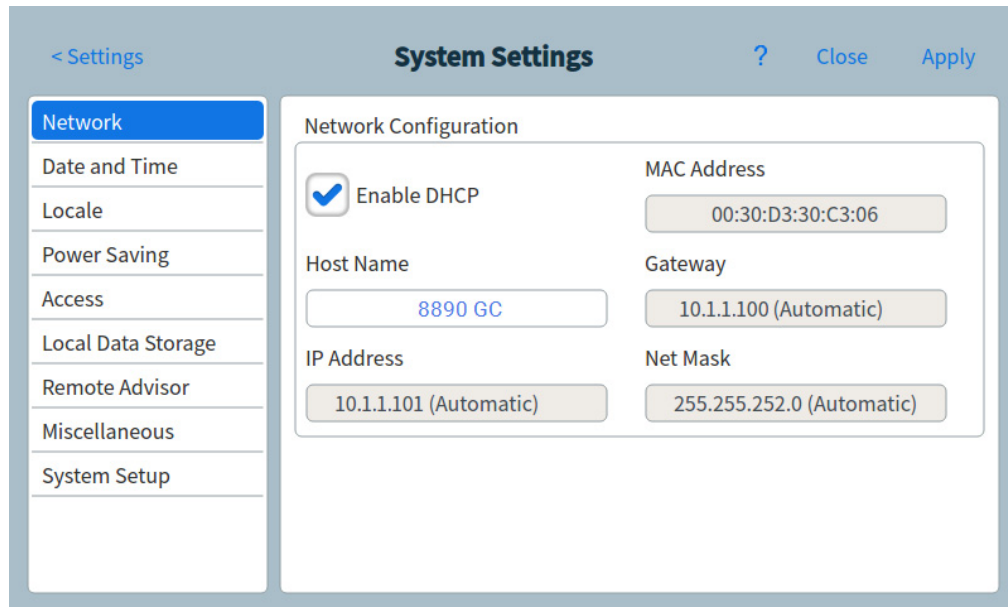 < Settings
System Settings
?
Close
Apply
Network
Date and Time
Locale
Power Saving
Access
Local Data Storage
Remote Advisor
Miscellaneous
System Setup
Network Configuration
Enable DHCP
MAC Address
00:30:D3:30:C3:06
Host Name
8890 GC
Gateway
10.1.1.100 (Automatic)
IP Address
10.1.1.101 (Automatic)
Net Mask
255.255.252.0 (Automatic)